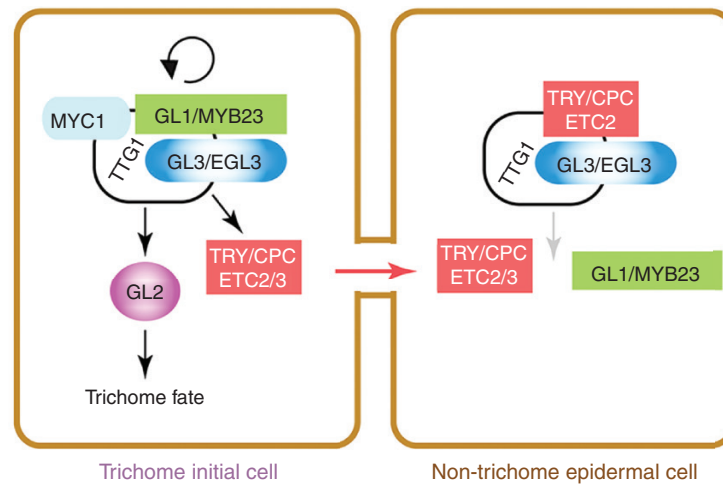 MYC1
GL1/MYB23
TTG1
GL3/EGL3
GL2
TRY/CPC
ETC2/3
Trichome fate
Trichome initial cell
TRY/CPC
ETC2
TTG1
GL3/EGL3
TRY/CPC
ETC2/3
GL1/MYB23
Non-trichome epidermal cell